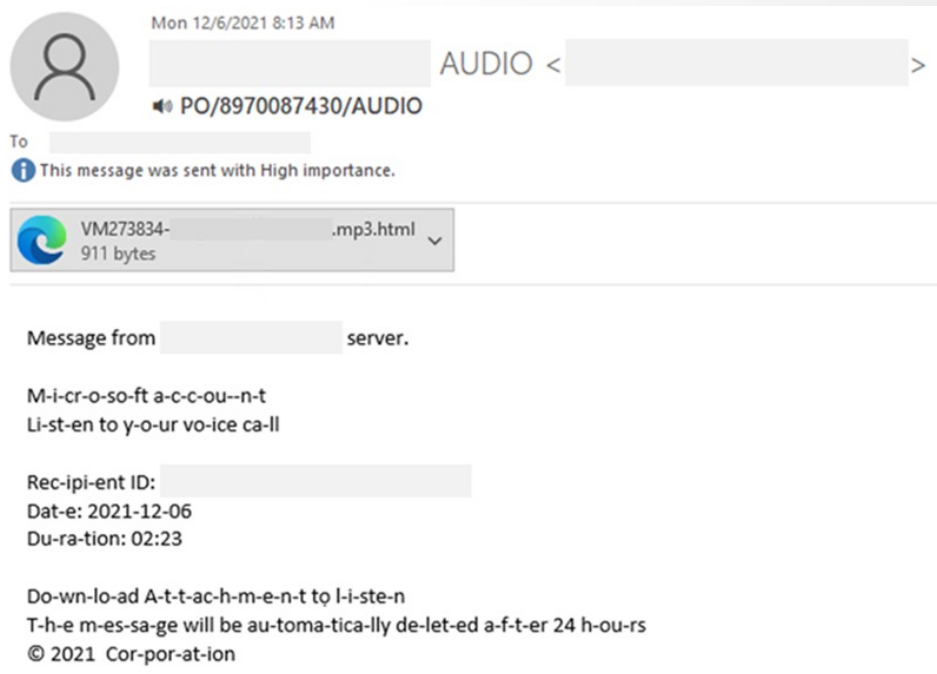 Mon 12/6/2021 8:13 AM
AUDIO < >
PO/8970087430/AUDIO
To
This message was sent with High importance.
VM273834- .mp3.html
911 bytes
Message from server.
M-i-cr-o-so-ft a-c-c-ou--n-t
Li-st-en to y-o-ur vo-ice ca-ll
Rec-ipi-ent ID:
Dat-e: 2021-12-06
Du-ra-tion: 02:23
Do-wn-lo-ad A-t-t-ac-h-m-e-n-t tọ l-i-ste-n
T-h-e m-es-sa-ge will be au-toma-tica-lly de-let-ed a-f-t-er 24 h-ou-rs
© 2021 Cor-por-at-ion